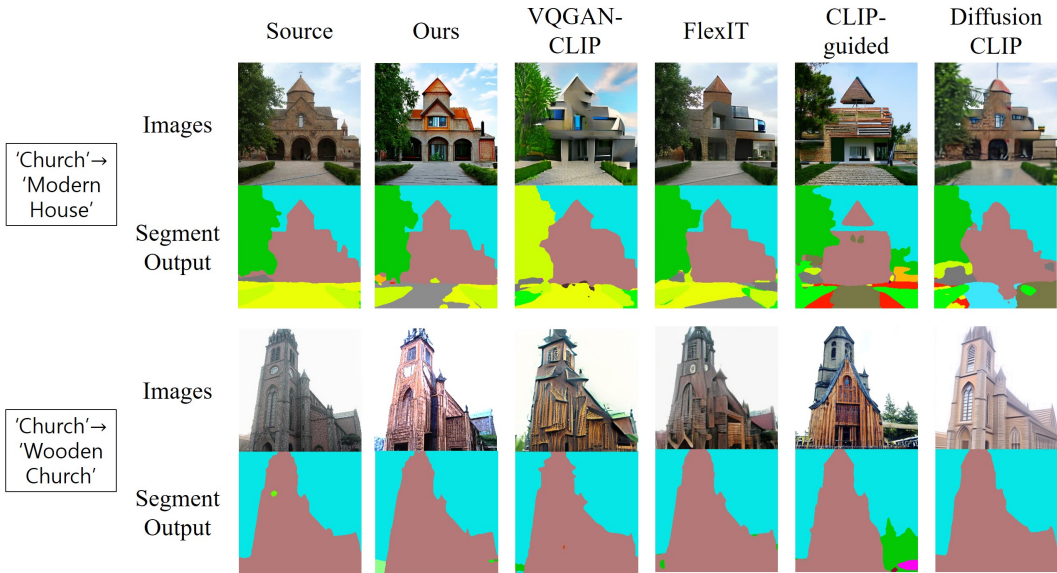 Source
Ours
VQGAN-
CLIP
FlexIT
CLIP-
guided
Diffusion
CLIP
'Church'→
'Modern
House'
Images
Segment
Output
'Church'→
'Wooden
Church'
Images
Segment
Output